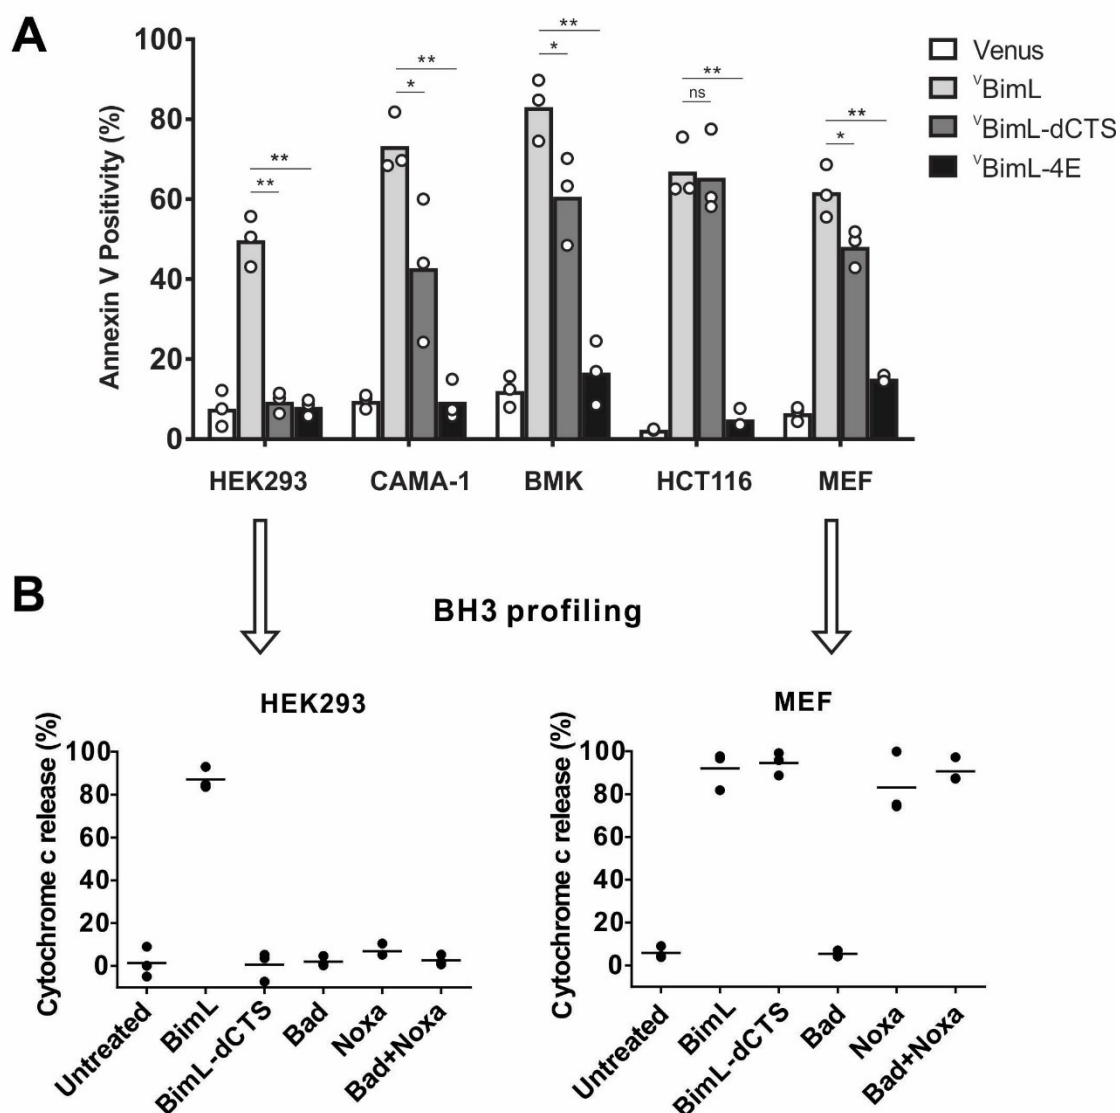 A
Annexin V Positivity (%)
100
80
60
40
20
0
** ** * ** * ** ns ** * **
Venus
VBimL
VBimL-dCTS
VBimL-4E
HEK293 CAMA-1 BMK HCT116 MEF
B
BH3 profiling
HEK293
Cytochrome c release (%)
100
80
60
40
20
0
Untreated BimL BimL-dCTS Bad Noxa Bad+Noxa
MEF
Cytochrome c release (%)
100
80
60
40
20
0
Untreated BimL BimL-dCTS Bad Noxa Bad+Noxa